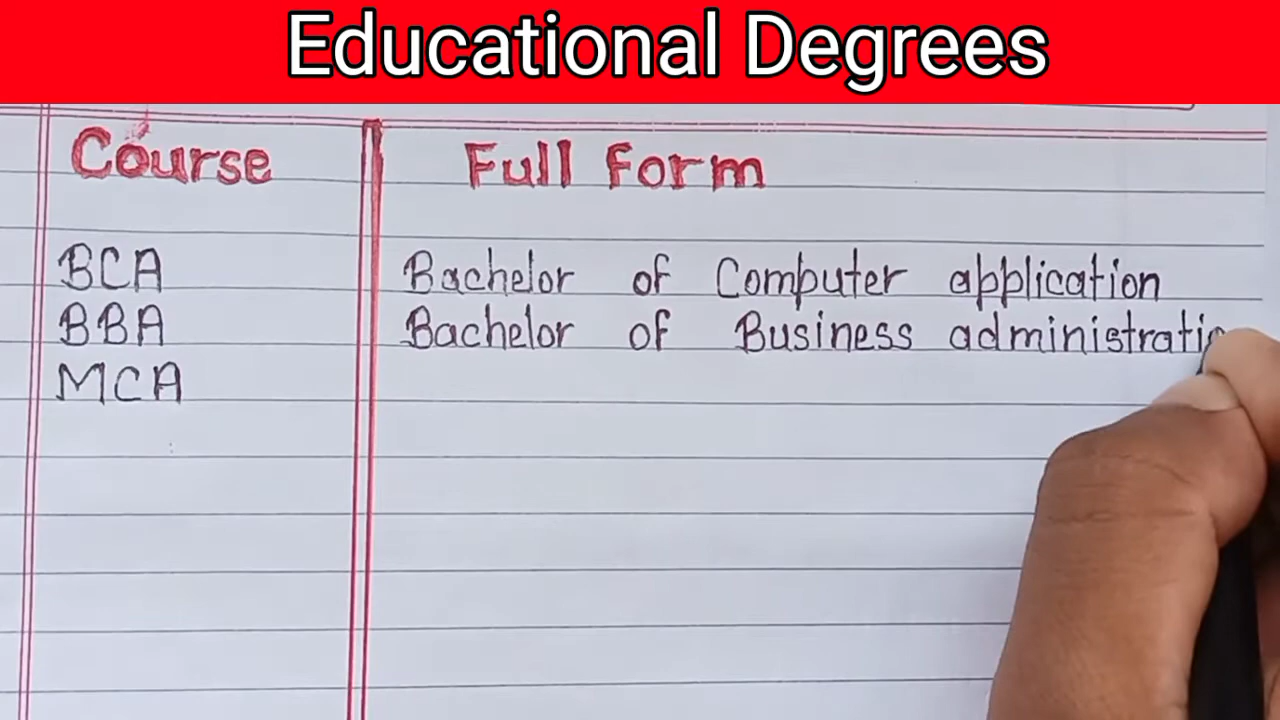 Educational Degrees
Course Full Form
BCA Bachelor of Computer application
BBA Bachelor of Business administratio
MCA